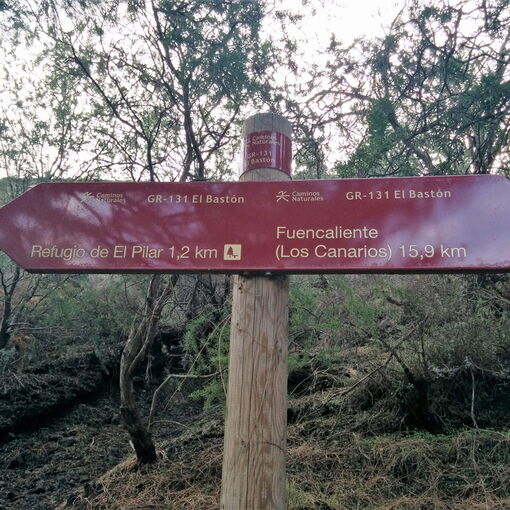 Caminos
Naturales
GR-131
El Bastón
Caminos
Naturales
GR-131 El Bastón
Refugio de El Pilar 1,2 km
Caminos
Naturales
GR-131 El Bastón
Fuencaliente
(Los Canarios) 15,9 km